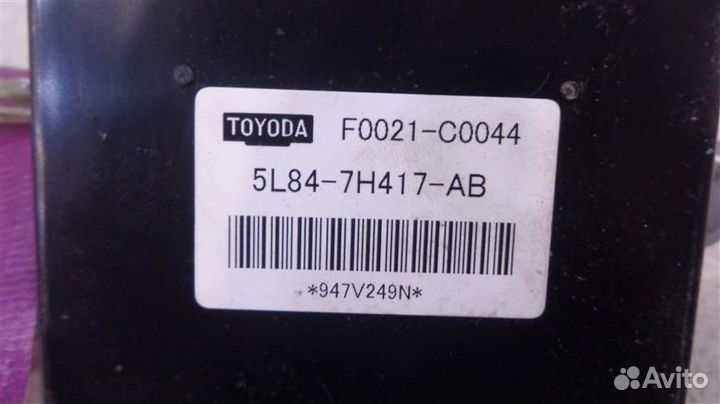 TOYODA F0021-C0044
5L84-7H417-AB
*947V249N*
Avito